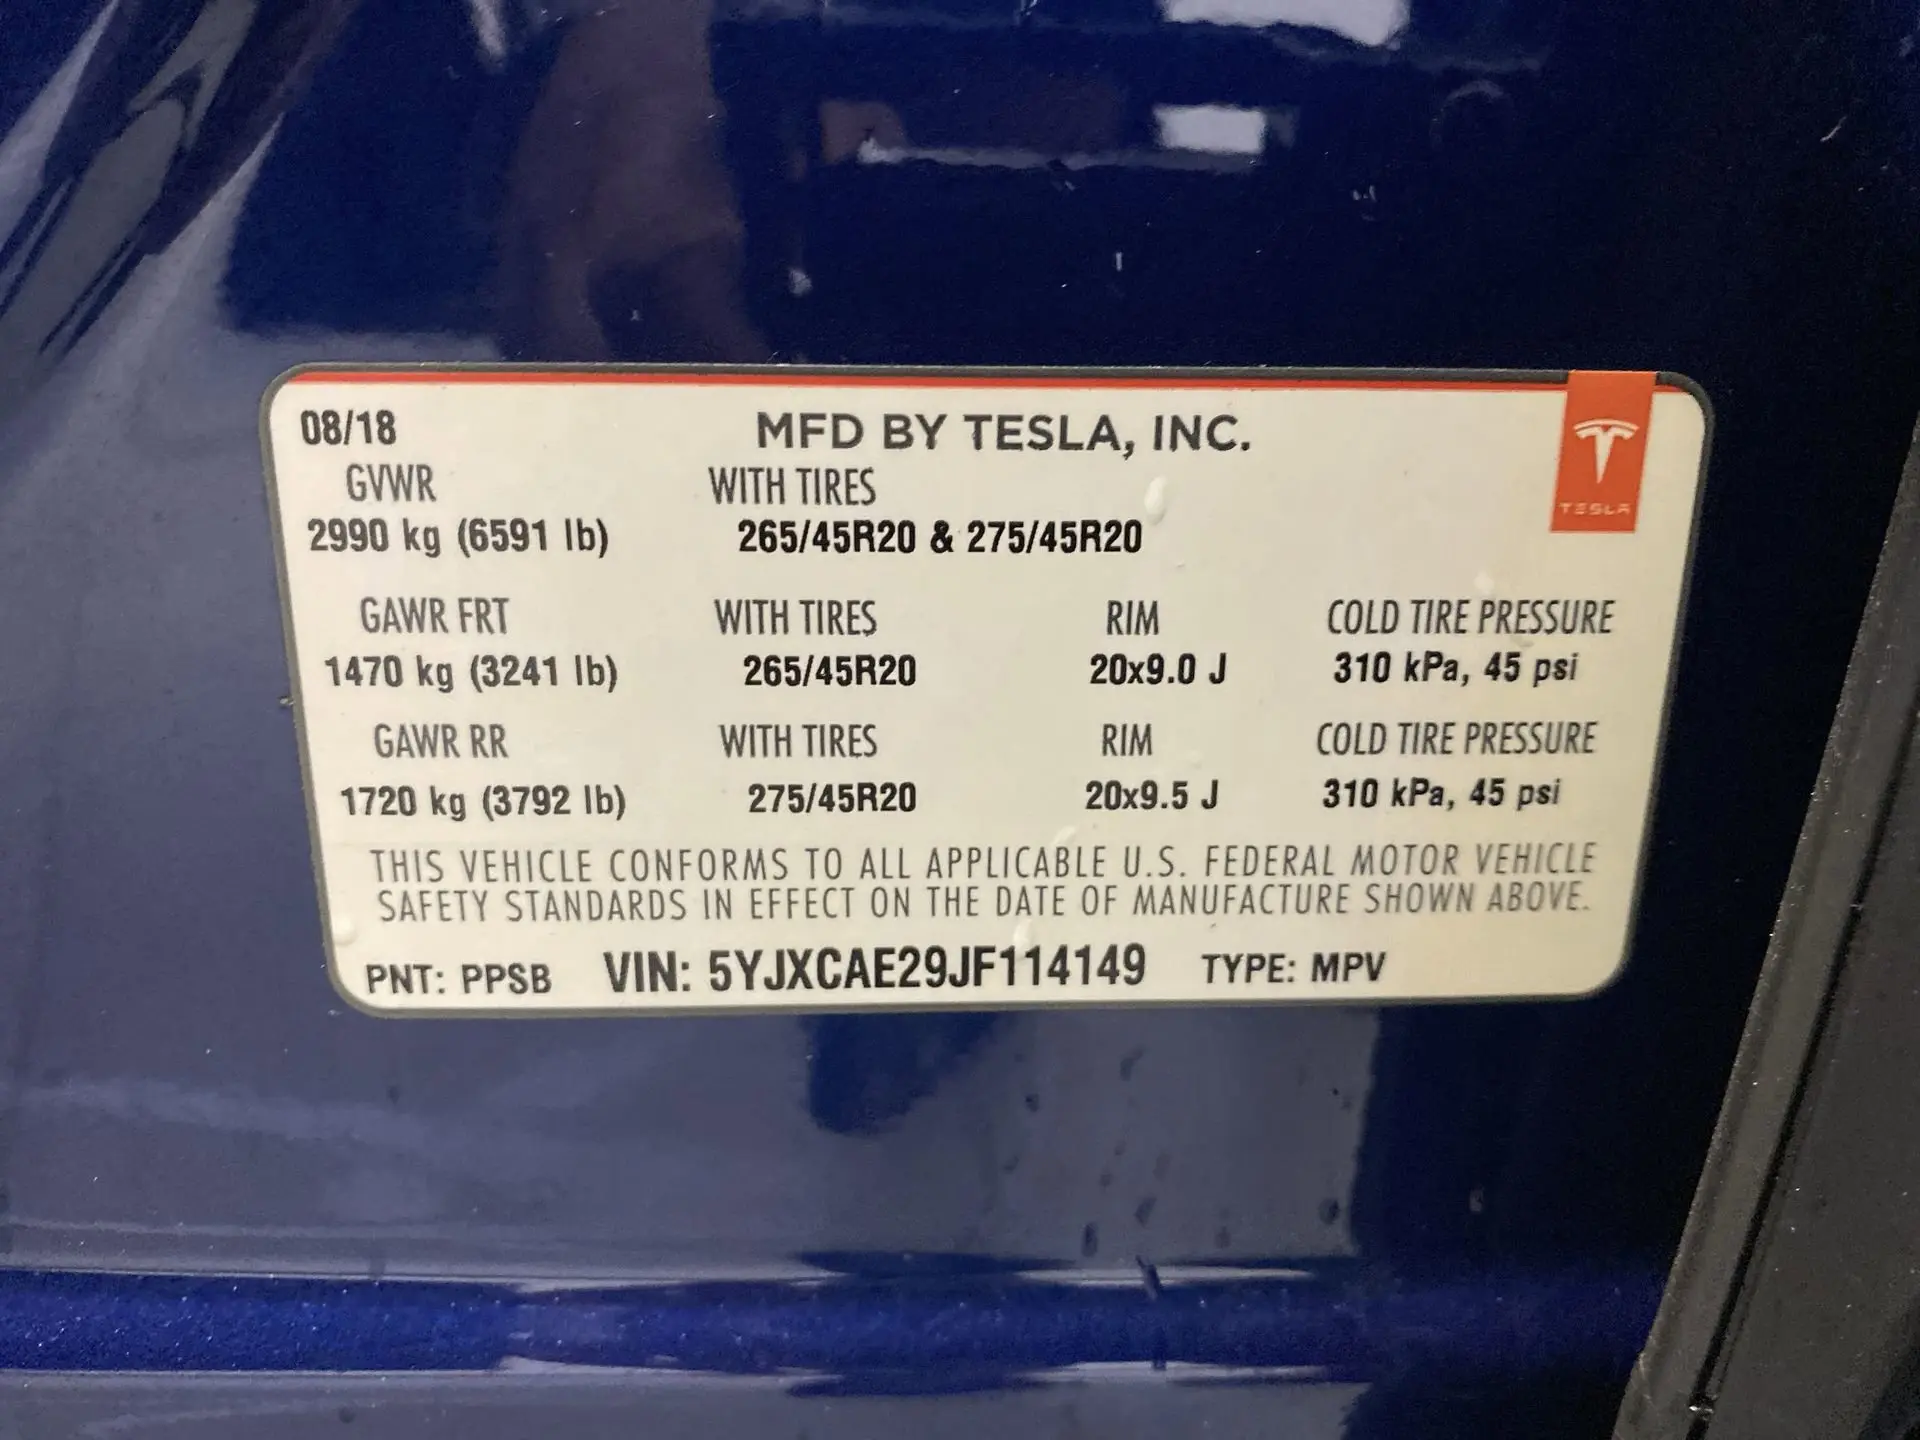 08/18 MFD BY TESLA, INC.
TESLA
GVWR WITH TIRES
2990 kg (6591 lb) 265/45R20 & 275/45R20
GAWR FRT WITH TIRES RIM COLD TIRE PRESSURE
1470 kg (3241 lb) 265/45R20 20x9.0 J 310 kPa, 45 psi
GAWR RR WITH TIRES RIM COLD TIRE PRESSURE
1720 kg (3792 lb) 275/45R20 20x9.5 J 310 kPa, 45 psi
THIS VEHICLE CONFORMS TO ALL APPLICABLE U.S. FEDERAL MOTOR VEHICLE
SAFETY STANDARDS IN EFFECT ON THE DATE OF MANUFACTURE SHOWN ABOVE.
PNT: PPSB VIN: 5YJXCAE29JF114149 TYPE: MPV